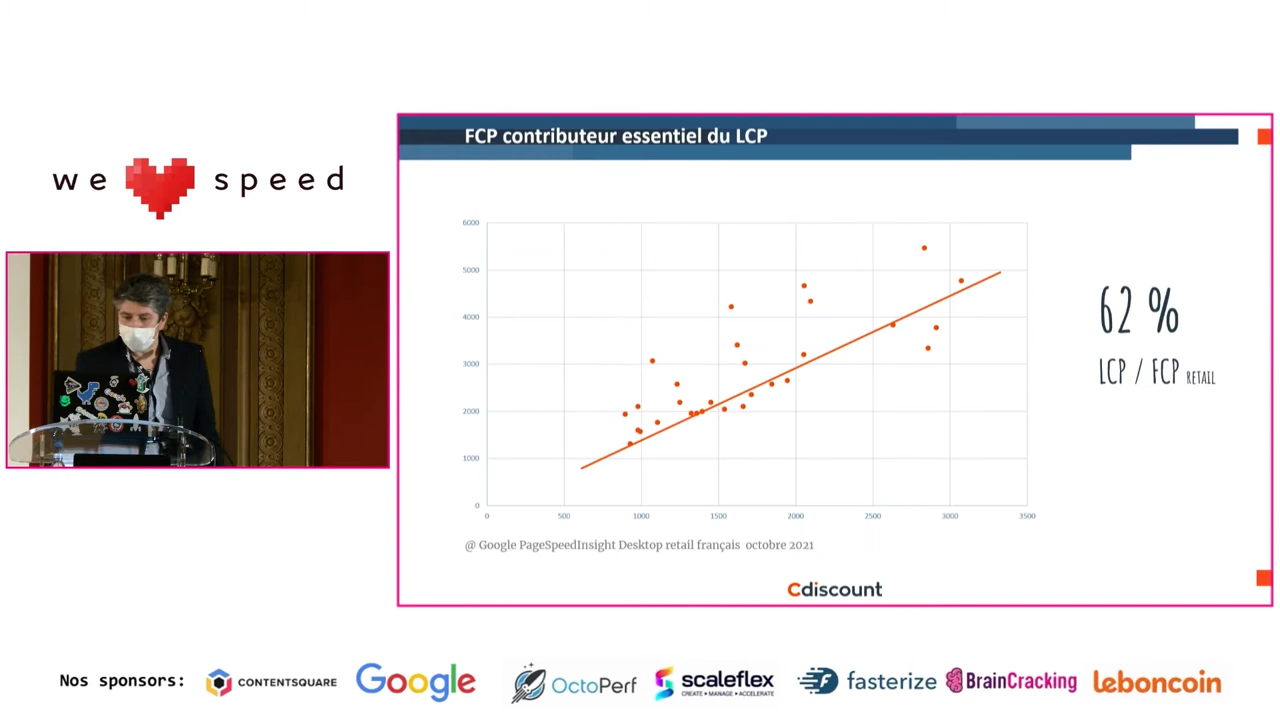 we speed
FCP contributeur essentiel du LCP
6000
5000
4000
3000
2000
1000
0
0 500 1000 1500 2000 2500 3000 3500
62 %
LCP / FCP RETAIL
@ Google PageSpeedInsight Desktop retail français octobre 2021
Cdiscount
Nos sponsors:
CONTENTSQUARE
Google
OctoPerf
scaleflex
CREATE • MANAGE • ACCELERATE
fasterize
BrainCracking
leboncoin